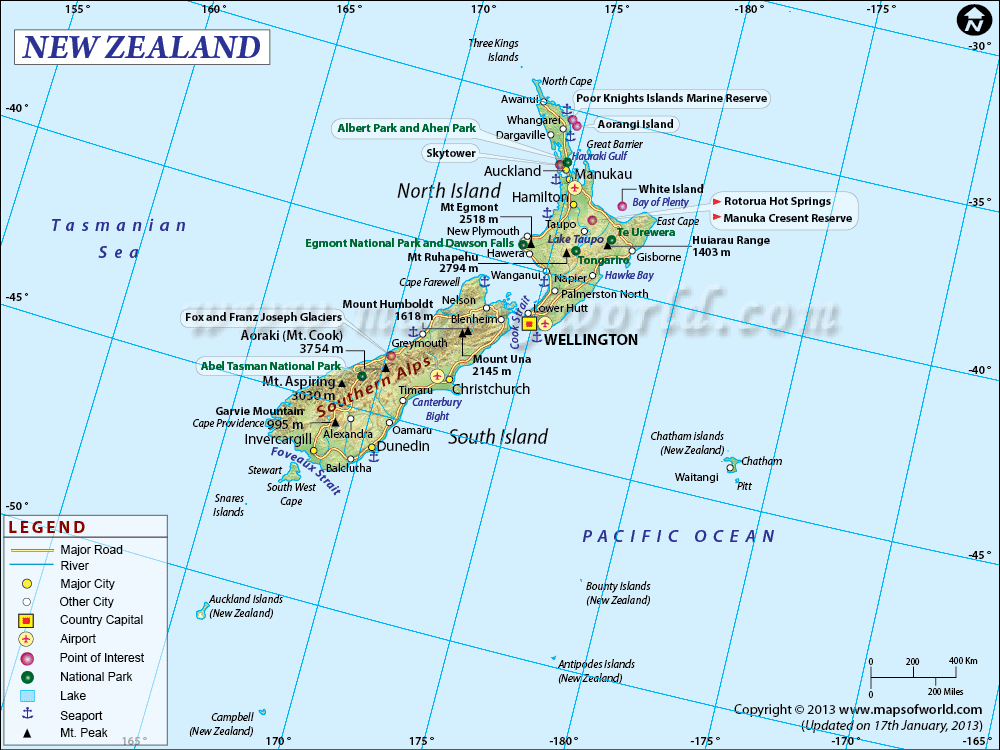 155°
160°
165°
170°
175°
-180°
-175°
-30°
N
NEW ZEALAND
Three Kings
Islands
North Cape
Awanui
Poor Knights Islands Marine Reserve
-40°
Whangarei
Aorangi Island
Albert Park and Ahen Park
Dargaville
Great Barrier
Skytower
Hauraki Gulf
Auckland
Manukau
North Island
Hamilton
White Island
Bay of Plenty
Rotorua Hot Springs
Manuka Cresent Reserve
-35°
Mt Egmont
2518 m
Taupo
East Cape
Tasmanian
Sea
New Plymouth
Lake Taupo
Te Urewera
Egmont National Park and Dawson Falls
Huiarau Range
1403 m
Hawera
Tongariro
Gisborne
Mt Ruhapehu
2794 m
Wanganui
Napier
Hawke Bay
Cape Farewell
-45°
Mount Humboldt
1618 m
Nelson
Palmerston North
www.mapsofworld.com
Fox and Franz Joseph Glaciers
Blenheim
Cook Strait
Lower Hutt
Aoraki (Mt. Cook)
3754 m
Greymouth
WELLINGTON
Abel Tasman National Park
Mount Una
2145 m
-40°
Mt. Aspiring
3030 m
Southern Alps
Christchurch
Timaru
Canterbury
Bight
Garvie Mountain
995 m
Cape Providence
Oamaru
Invercargill
Alexandra
South Island
Dunedin
Chatham islands
(New Zealand)
Foveaux Strait
Balclutha
Chatham
Stewart
Waitangi
South West
Cape
Pitt
Snares
Islands
-50°
PACIFIC OCEAN
-45°
LEGEND
Major Road
River
Major City
Other City
Country Capital
Airport
Point of Interest
National Park
Lake
Seaport
Mt. Peak
Bounty Islands
(New Zealand)
Auckland Islands
(New Zealand)
Antipodes Islands
(New Zealand)
0 200 400 Km
0 200 Miles
Campbell
(New Zealand)
Copyright © 2013 www.mapsofworld.com
(Updated on 17th January, 2013)
165°
170°
175°
-180°
-175°
-170°
-165°